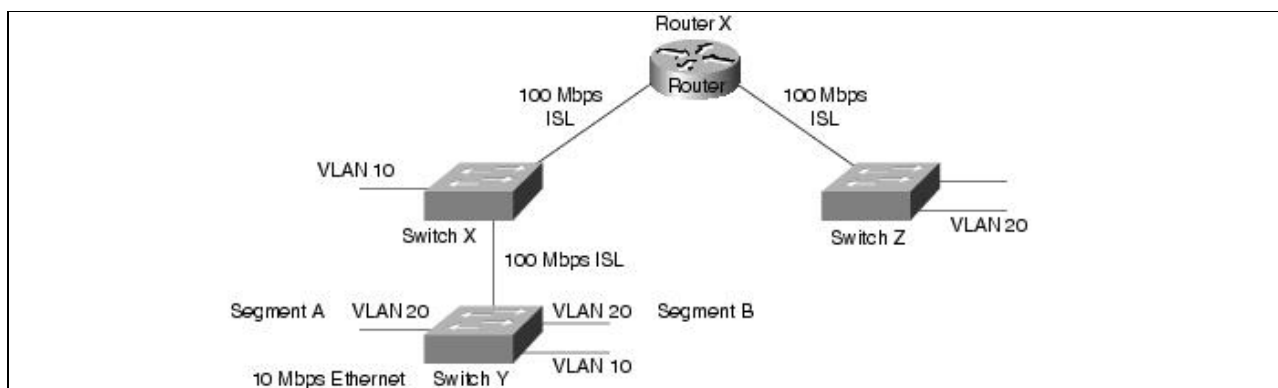 Router X
Router
100 Mbps
ISL
100 Mbps
ISL
VLAN 10
Switch X
VLAN 20
Switch Z
100 Mbps ISL
Segment A
VLAN 20
VLAN 20
Segment B
VLAN 10
10 Mbps Ethernet
Switch Y